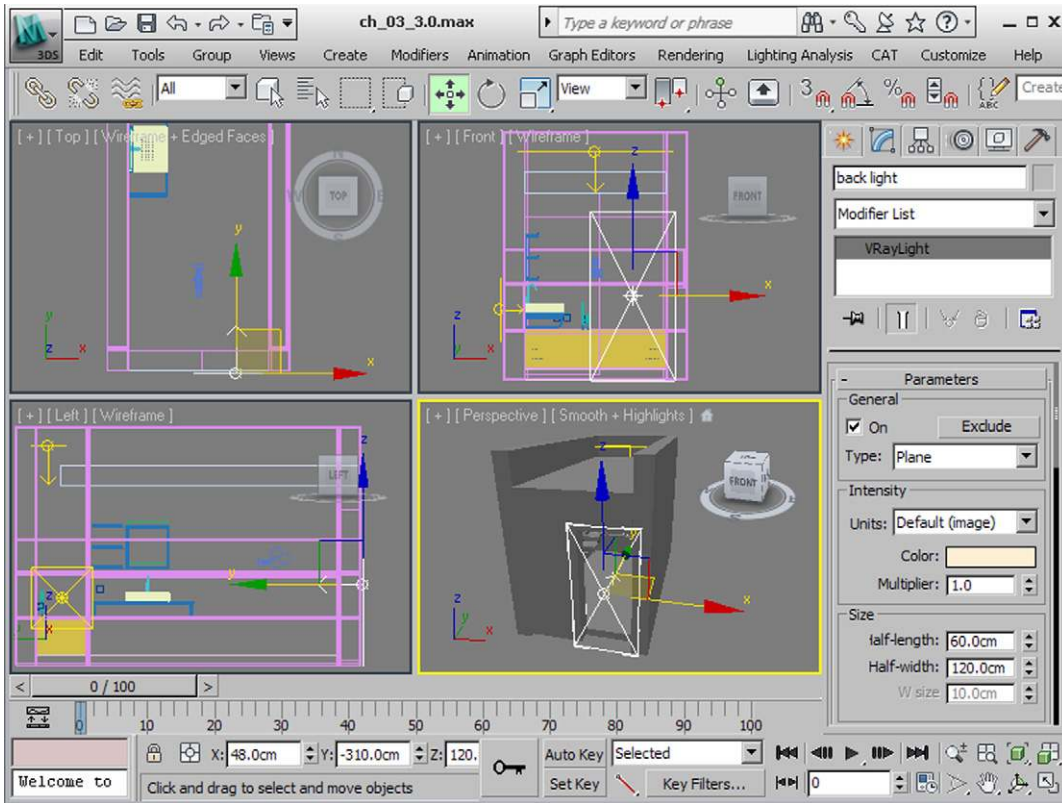 ch_03_3.0.max
Type a keyword or phrase
3DS Edit Tools Group Views Create Modifiers Animation Graph Editors Rendering Lighting Analysis CAT Customize Help
All View 3 % ABC Create
[ + ] [ Top ] [ Wireframe + Edged Faces ]
N
W TOP E
S
y
x
y
z x
[ + ] [ Front ] [ Wireframe ]
z
FRONT
x
z
y x
back light
Modifier List
VRayLight
- Parameters
General
On Exclude
Type: Plane
Intensity
Units: Default (image)
Color:
Multiplier: 1.0
Size
Half-length: 60.0cm
Half-width: 120.0cm
W size 10.0cm
[ + ] [ Left ] [ Wireframe ]
z
LEFT
y
z
[ + ] [ Perspective ] [ Smooth + Highlights ]
z
FRONT
y
x
z
y
x
< 0 / 100 >
0 10 20 30 40 50 60 70 80 90 100
X: 48.0cm Y: -310.0cm Z: 120.
Auto Key Selected
Welcome to
Click and drag to select and move objects
Set Key Key Filters... 0